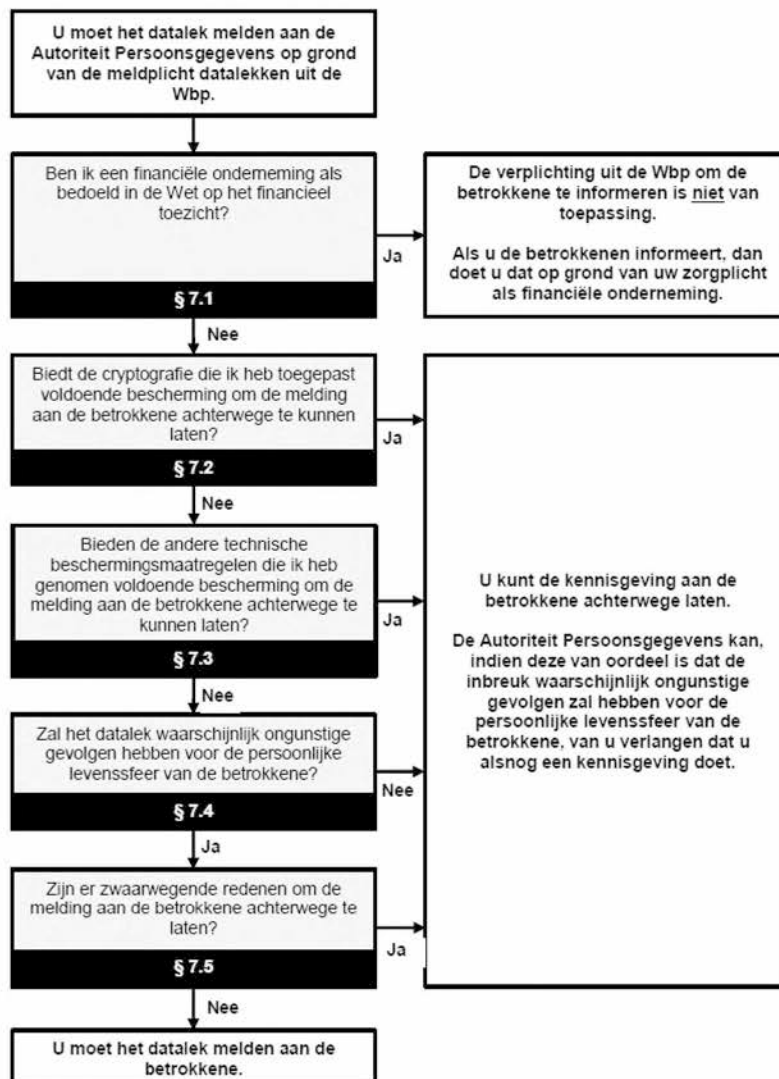 U moet het datalek melden aan de
Autoriteit Persoonsgegevens op grond
van de meldplicht datalekken uit de
Wbp.
Ben ik een financiële onderneming als
bedoeld in de Wet op het financieel
toezicht?
§ 7.1
Ja
De verplichting uit de Wbp om de
betrokkene te informeren is niet van
toepassing.
Als u de betrokkenen informeert, dan
doet u dat op grond van uw zorgplicht
als financiële onderneming.
Nee
Biedt de cryptografie die ik heb toegepast
voldoende bescherming om de melding
aan de betrokkene achterwege te kunnen
laten?
§ 7.2
Ja
Nee
Bieden de andere technische
beschermingsmaatregelen die ik heb
genomen voldoende bescherming om de
melding aan de betrokkene achterwege te
kunnen laten?
§ 7.3
Ja
Nee
Zal het datalek waarschijnlijk ongunstige
gevolgen hebben voor de persoonlijke
levenssfeer van de betrokkene?
§ 7.4
Nee
Ja
Zijn er zwaarwegende redenen om de
melding aan de betrokkene achterwege te
laten?
§ 7.5
Ja
U kunt de kennisgeving aan de
betrokkene achterwege laten.
De Autoriteit Persoonsgegevens kan,
indien deze van oordeel is dat de
inbreuk waarschijnlijk ongunstige
gevolgen zal hebben voor de
persoonlijke levenssfeer van de
betrokkene, van u verlangen dat u
alsnog een kennisgeving doet.
Nee
U moet het datalek melden aan de
betrokkene.